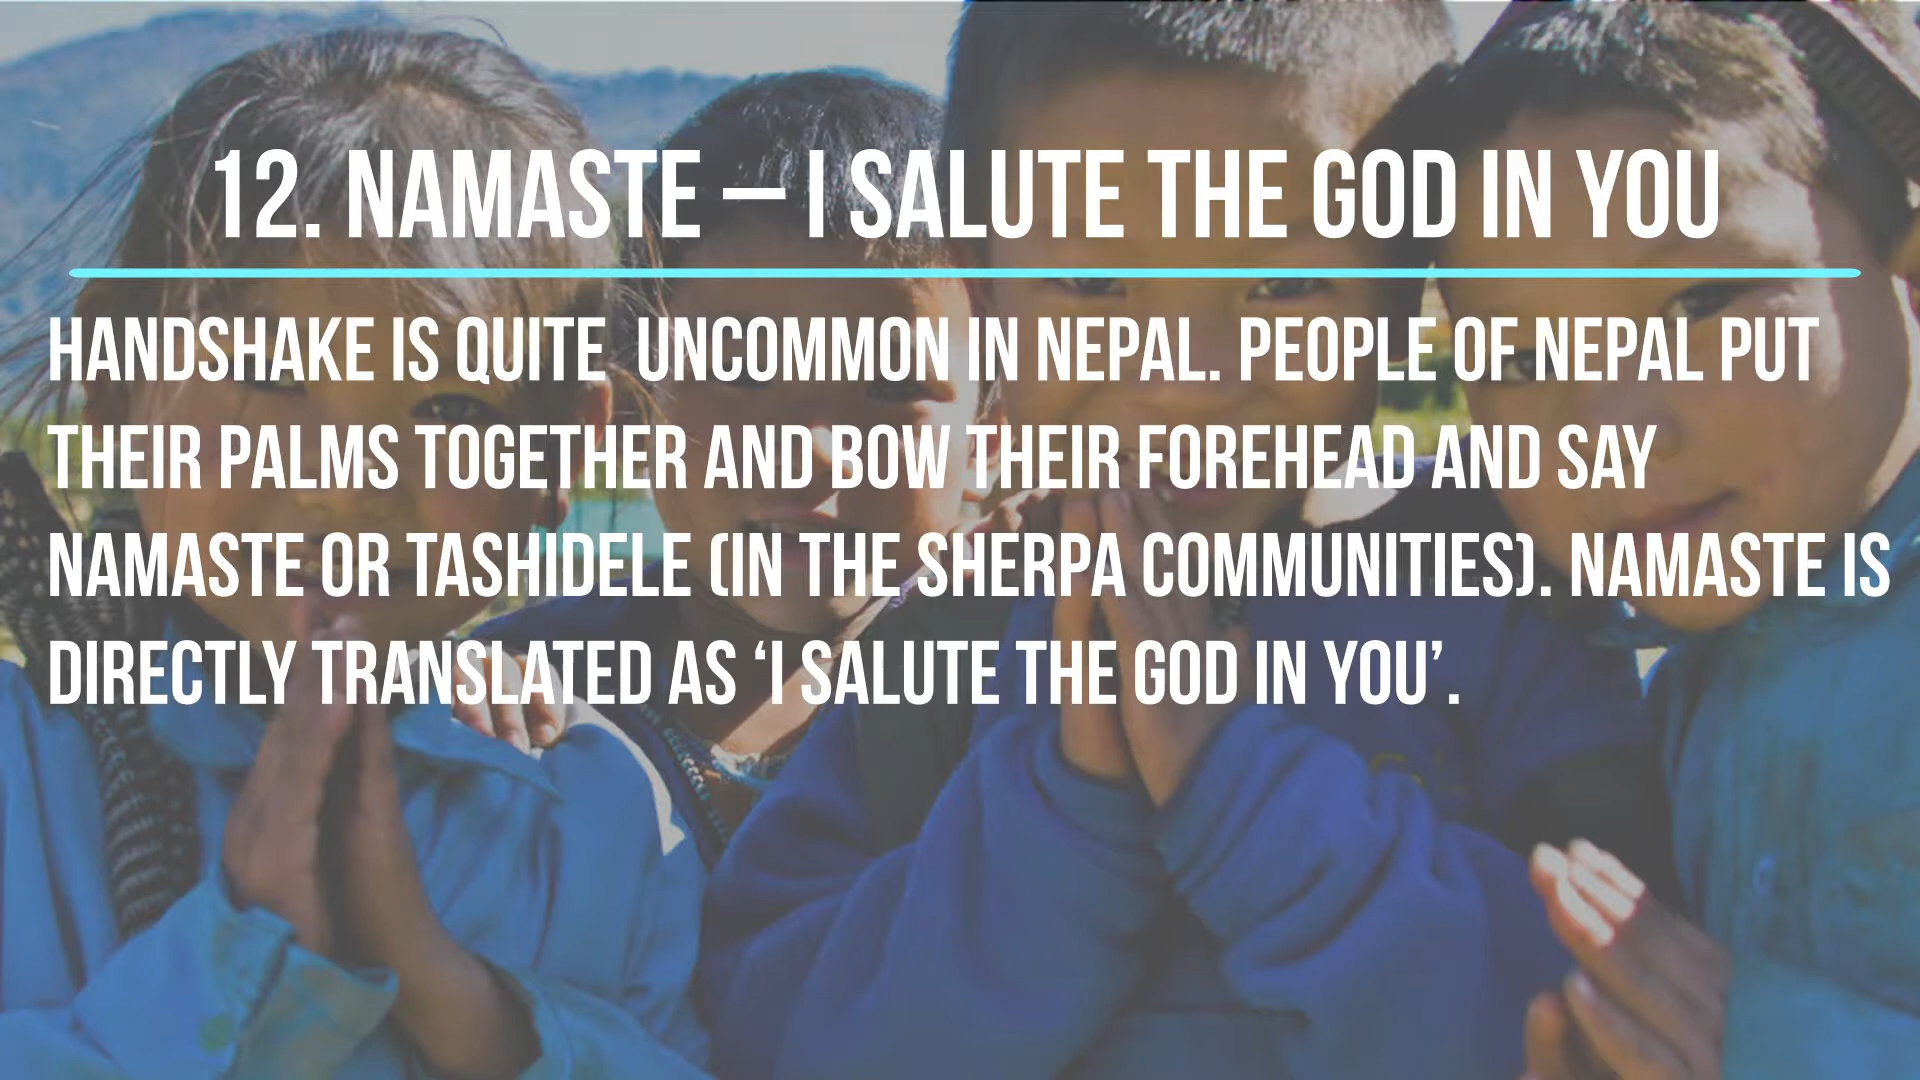 12. NAMASTE – I SALUTE THE GOD IN YOU
HANDSHAKE IS QUITE  UNCOMMON IN NEPAL. PEOPLE OF NEPAL PUT
THEIR PALMS TOGETHER AND BOW  THEIR FOREHEAD AND SAY
NAMASTE OR TASHIDELE (IN THE SHERPA COMMUNITIES). NAMASTE IS
DIRECTLY TRANSLATED AS ‘I SALUTE THE GOD IN YOU’.